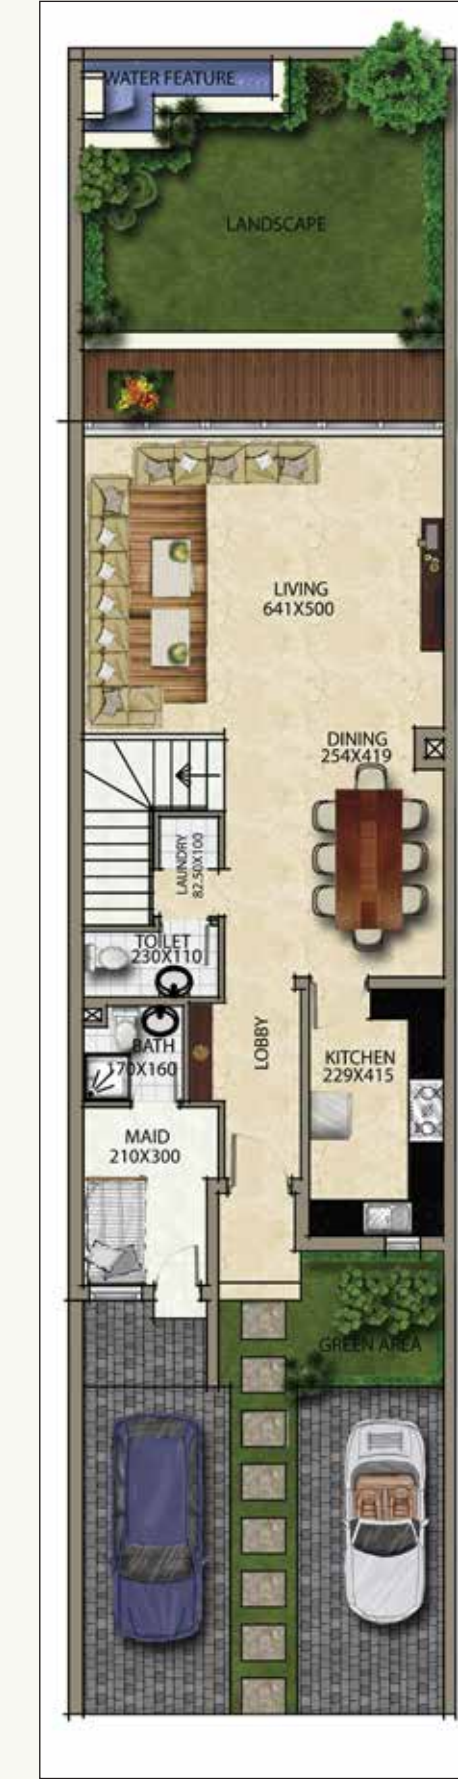 WATER FEATURE
LANDSCAPE
LIVING
641X500
DINING
254X419
LAUNDRY
82.50X100
TOILET
230X110
LOBBY
BATH
170X160
KITCHEN
229X415
MAID
210X300
GREEN AREA